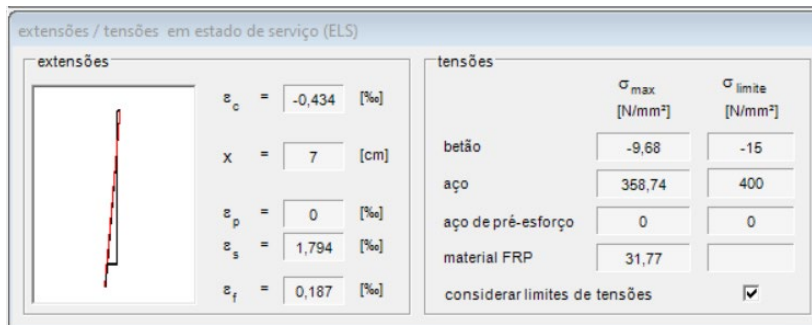 extensões / tensões em estado de serviço (ELS)
extensões
εc = -0,434 [‰]
x = 7 [cm]
εp = 0 [‰]
εs = 1,794 [‰]
εf = 0,187 [‰]
tensões
σmax σlimite
[N/mm²] [N/mm²]
betão -9,68 -15
aço 358,74 400
aço de pré-esforço 0 0
material FRP 31,77
considerar limites de tensões